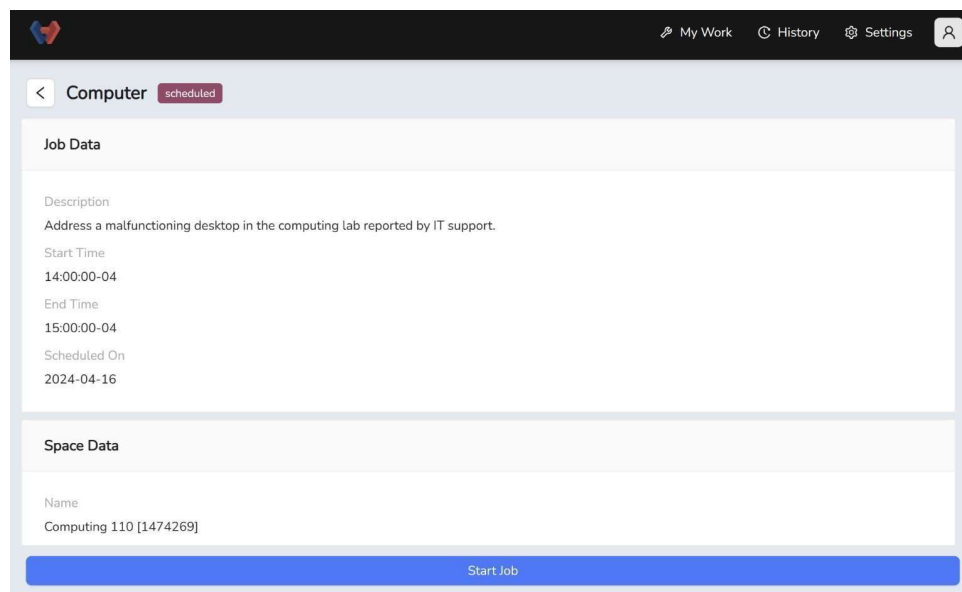 My Work History Settings
Computer scheduled
Job Data
Description
Address a malfunctioning desktop in the computing lab reported by IT support.
Start Time
14:00:00-04
End Time
15:00:00-04
Scheduled On
2024-04-16
Space Data
Name
Computing 110 [1474269]
Start Job